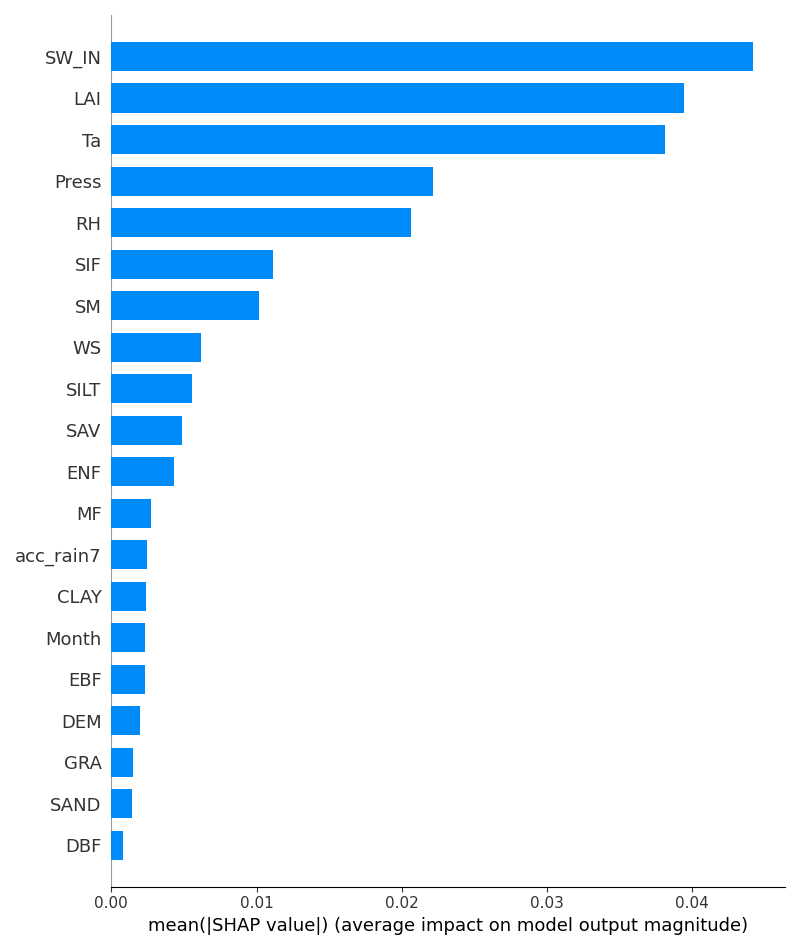 SW_IN
LAI
Ta
Press
RH
SIF
SM
WS
SILT
SAV
ENF
MF
acc_rain7
CLAY
Month
EBF
DEM
GRA
SAND
DBF
0.00 0.01 0.02 0.03 0.04
mean(|SHAP value|) (average impact on model output magnitude)